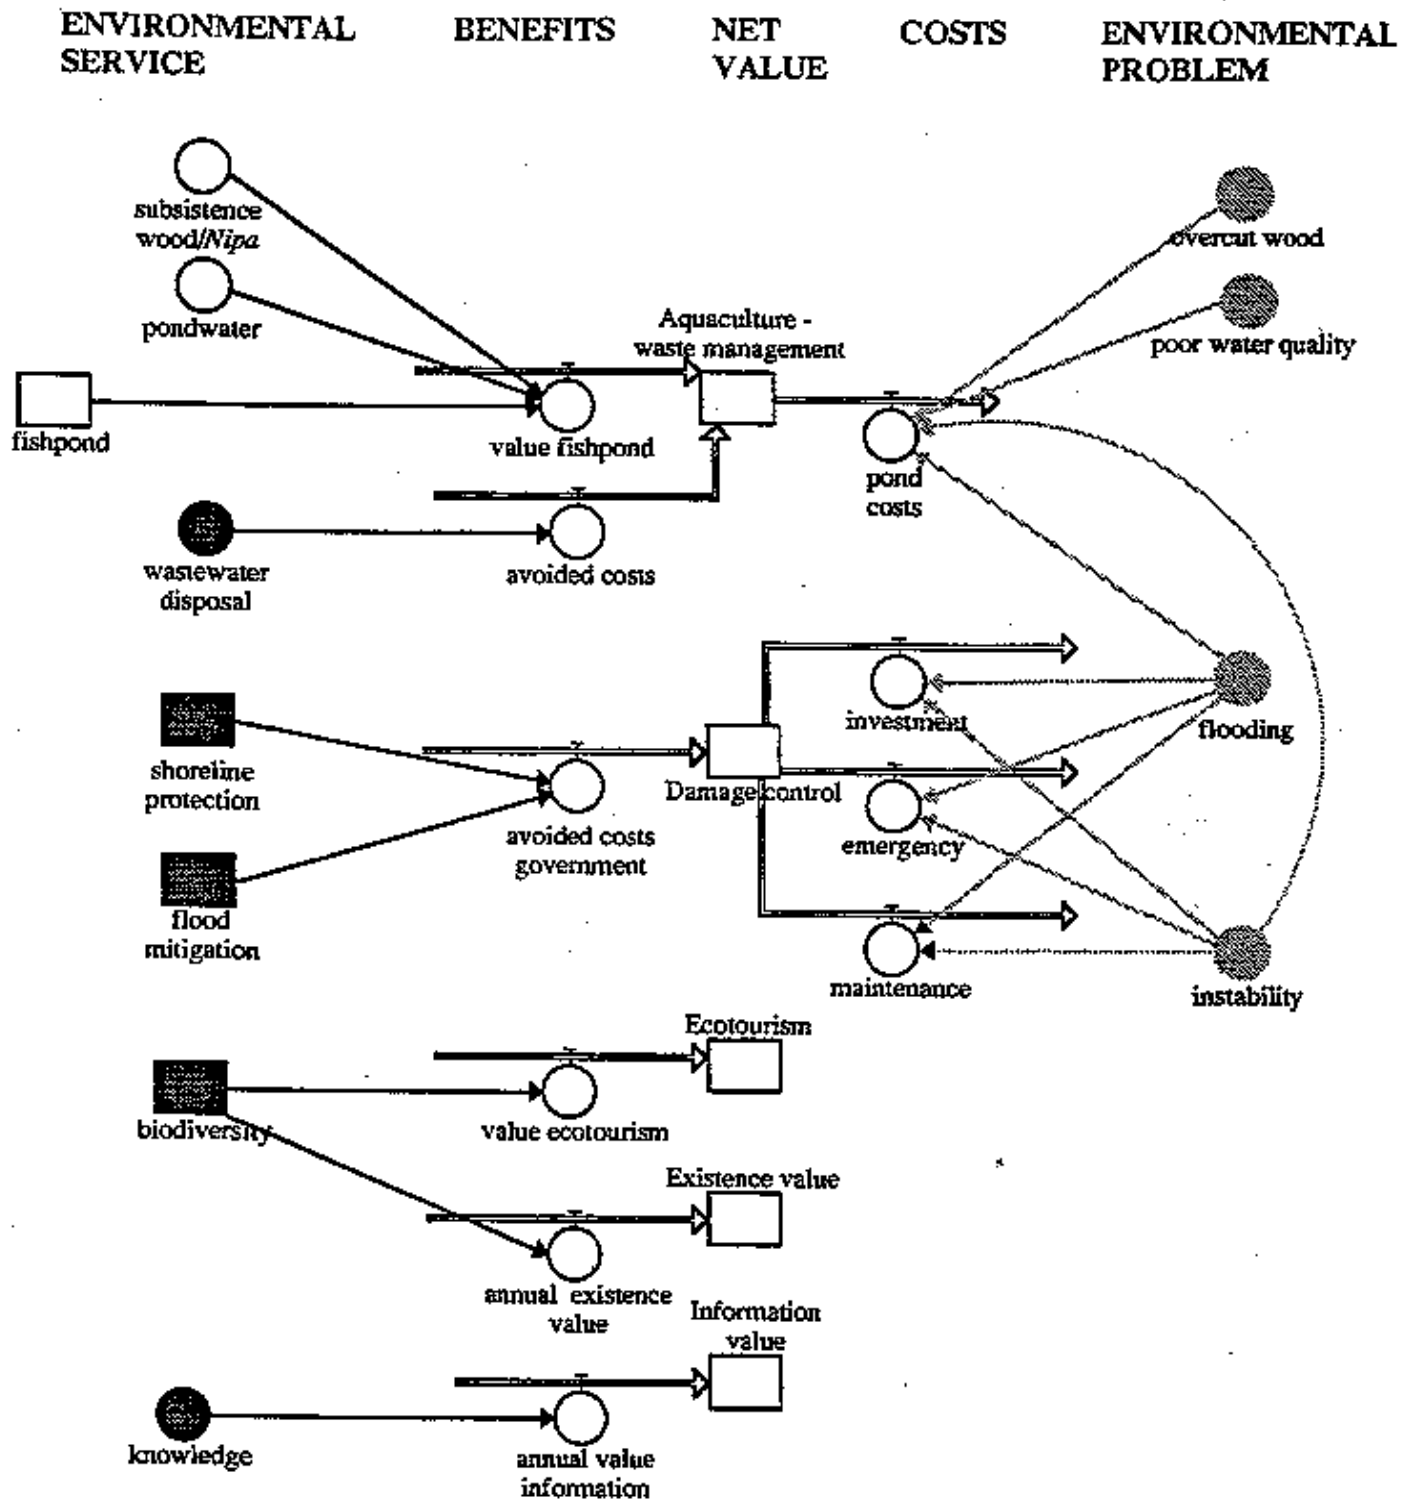 ENVIRONMENTAL
SERVICE
BENEFITS
NET
VALUE
COSTS
ENVIRONMENTAL
PROBLEM
subsistence
wood/Nipa
pondwater
fishpond
wastewater
disposal
shoreline
protection
flood
mitigation
biodiversity
knowledge
value fishpond
avoided costs
avoided costs
government
value ecotourism
annual existence
value
annual value
information
Aquaculture -
waste management
Damage control
Ecotourism
Existence value
Information
value
pond
costs
investment
emergency
maintenance
overcut wood
poor water quality
flooding
instability